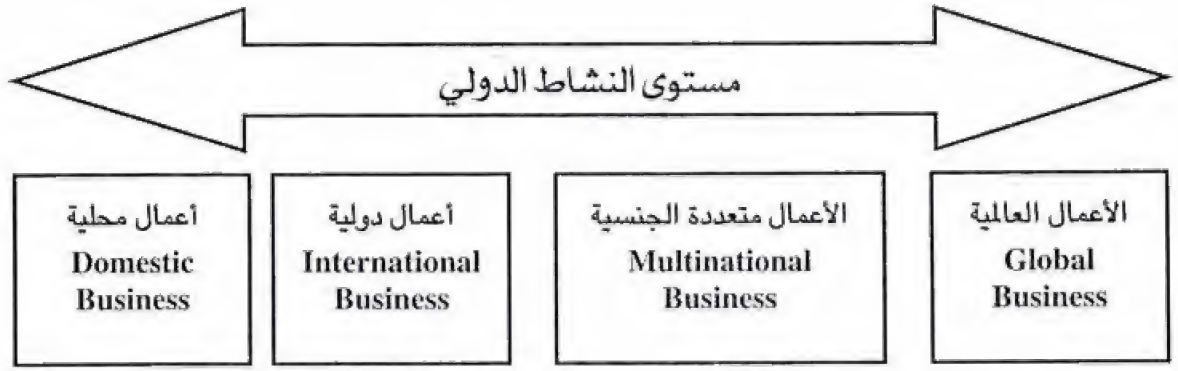 مستوى النشاط الدولي
أعمال محلية
Domestic
Business
أعمال دولية
International
Business
الأعمال متعددة الجنسية
Multinational
Business
الأعمال العالمية
Global
Business